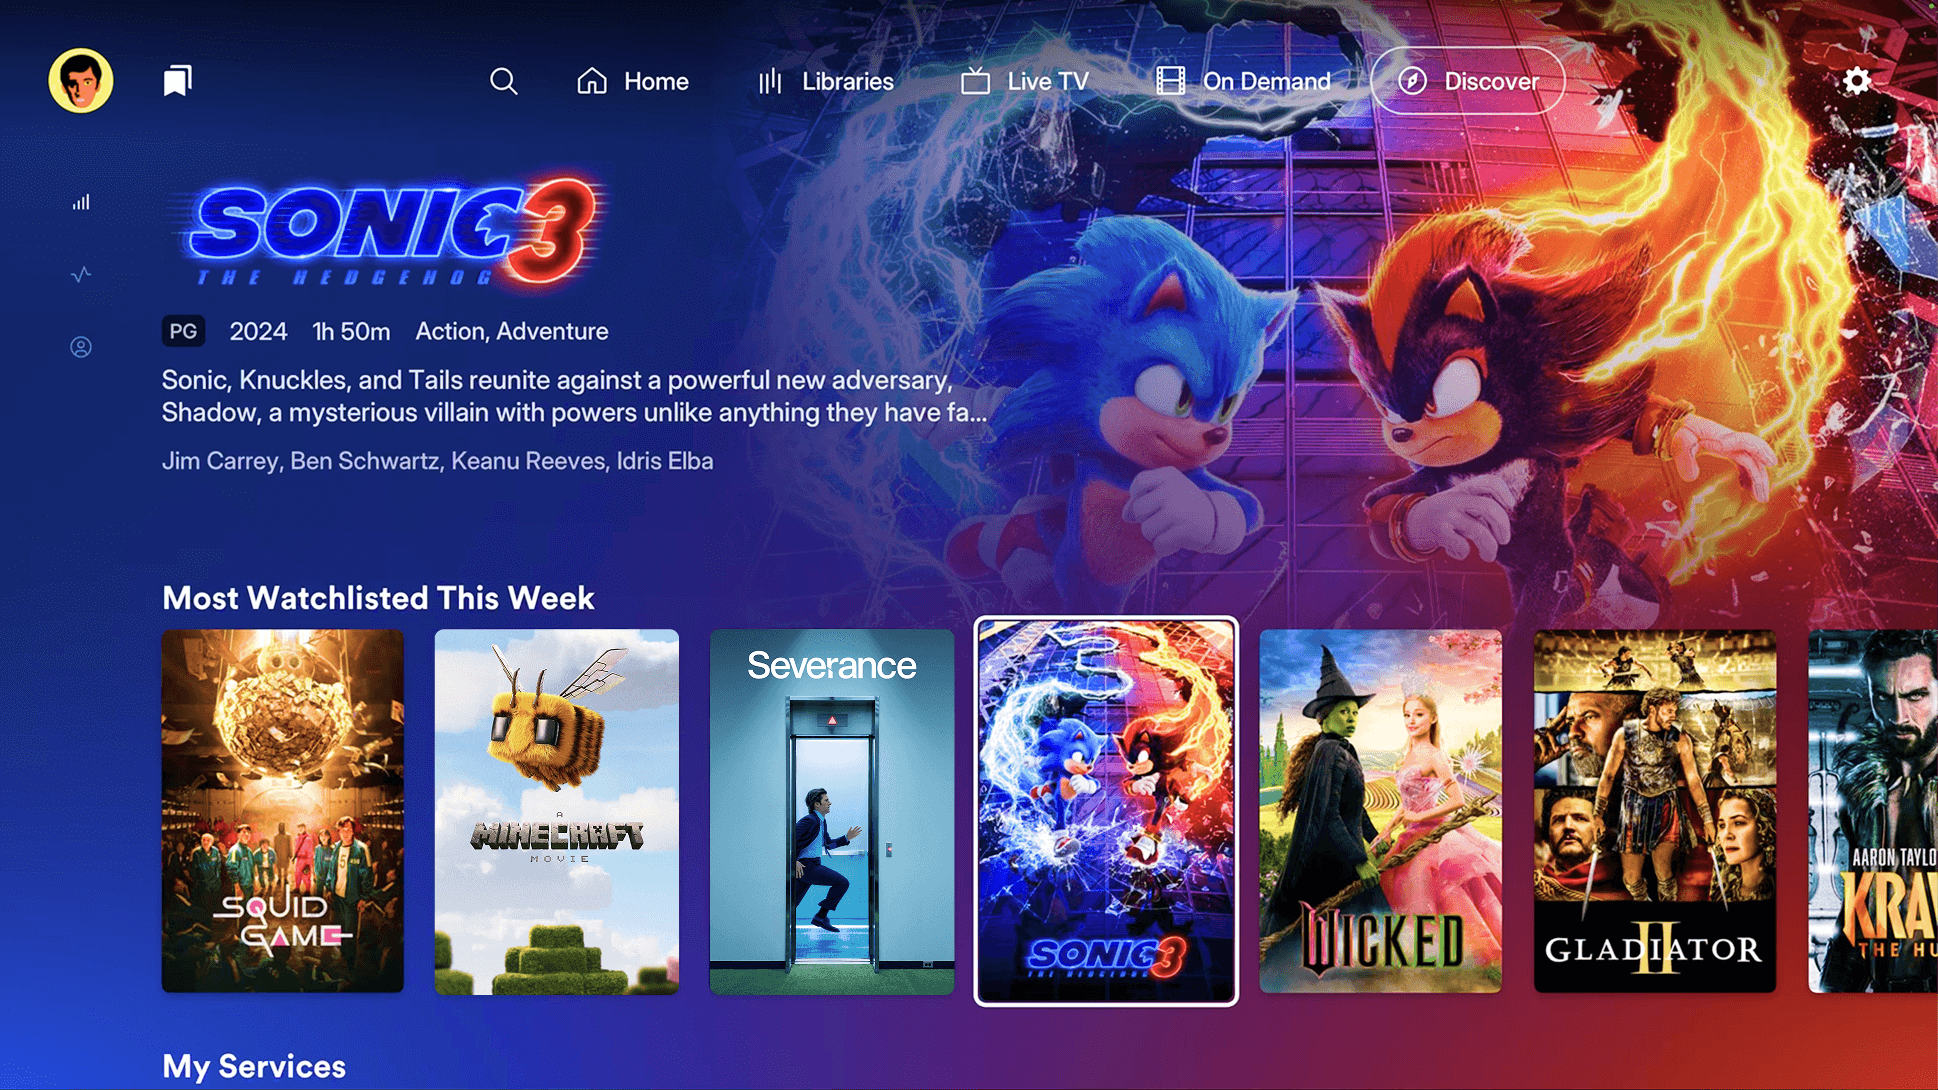 Home
Libraries
Live TV
On Demand
Discover
SONIC 3
THE HEDGEHOG
PG 2024 1h 50m Action, Adventure
Sonic, Knuckles, and Tails reunite against a powerful new adversary,
Shadow, a mysterious villain with powers unlike anything they have fa...
Jim Carrey, Ben Schwartz, Keanu Reeves, Idris Elba
Most Watchlisted This Week
SQUID
GAME
A
MINECRAFT
MOVIE
Severance
SONIC 3
THE HEDGEHOG
WICKED
GLADIATOR
II
AARON TAYLO
KRAV
THE HU
My Services